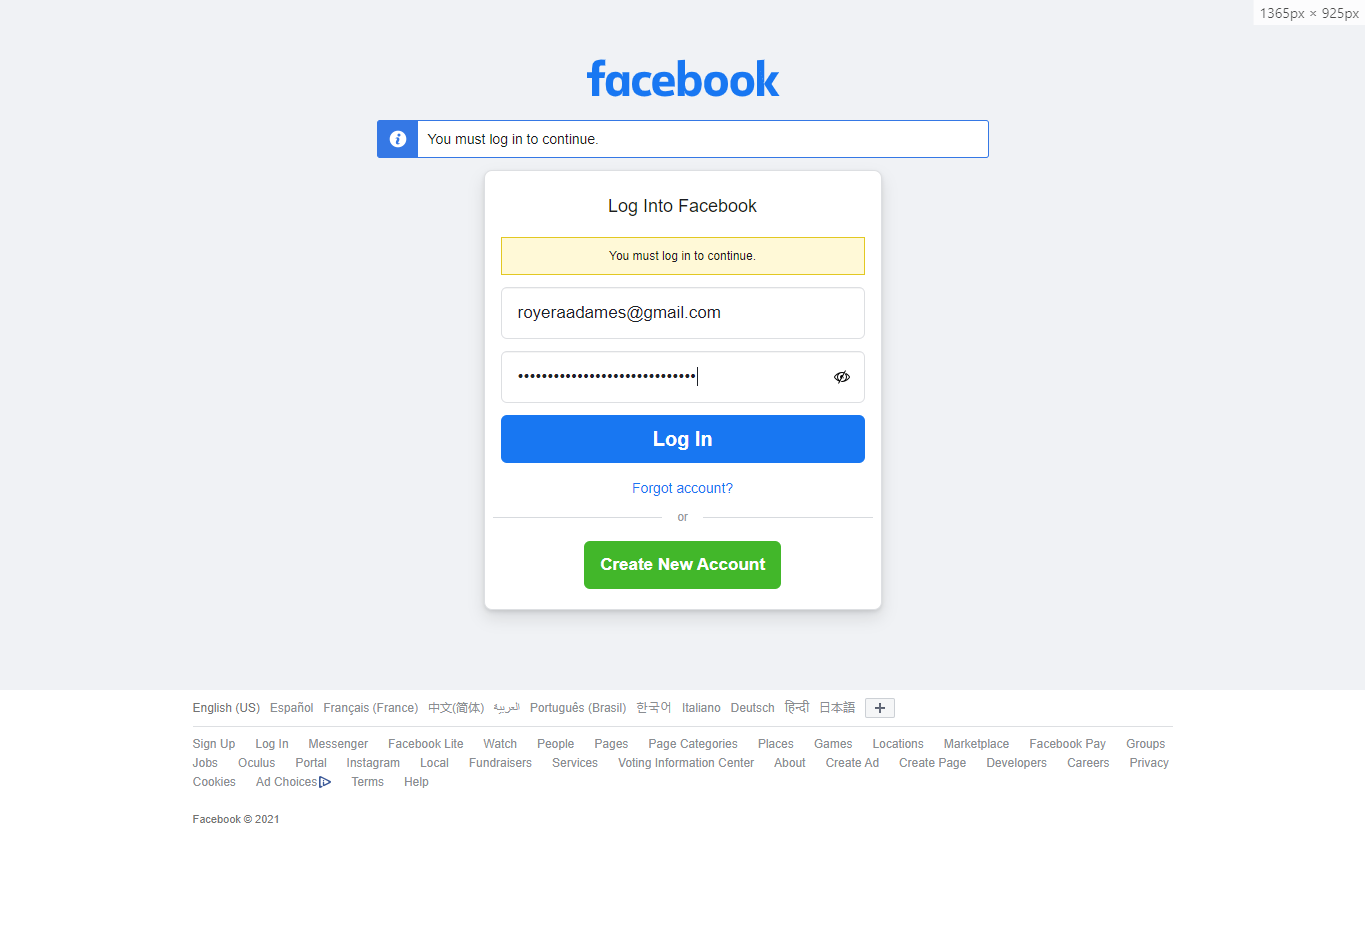 1365px × 925px
facebook
You must log in to continue.
Log Into Facebook
You must log in to continue.
royeraadames@gmail.com
••••••••••••••••••••••••••••••
Log In
Forgot account?
or
Create New Account
English (US) Español Français (France) 中文(简体) العربية Português (Brasil) 한국어 Italiano Deutsch हिन्दी 日本語 +
Sign Up Log In Messenger Facebook Lite Watch People Pages Page Categories Places Games Locations Marketplace Facebook Pay Groups
Jobs Oculus Portal Instagram Local Fundraisers Services Voting Information Center About Create Ad Create Page Developers Careers Privacy
Cookies Ad Choices Terms Help
Facebook © 2021